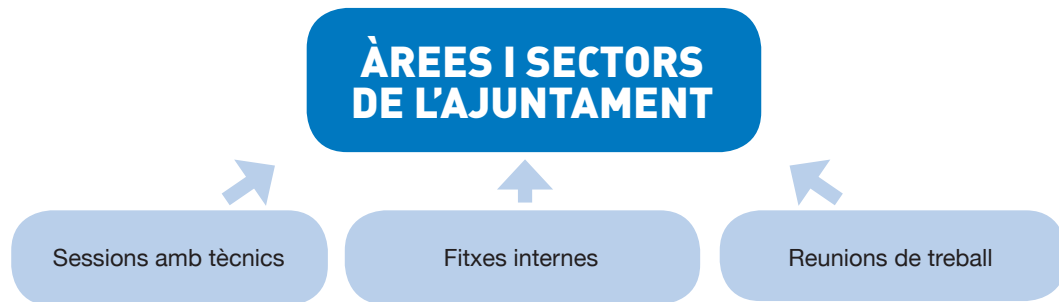 ÀREES I SECTORS
DE L'AJUNTAMENT
Sessions amb tècnics
Fitxes internes
Reunions de treball